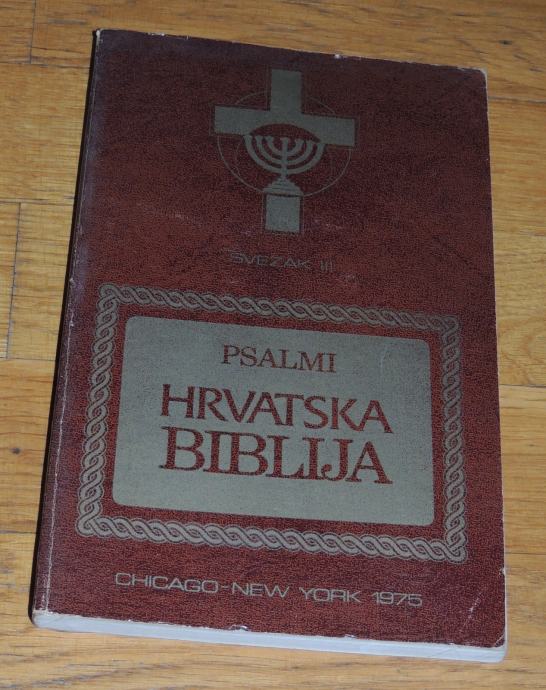 SVEZAK III
PSALMI
HRVATSKA
BIBLIJA
CHICAGO-NEW YORK 1975